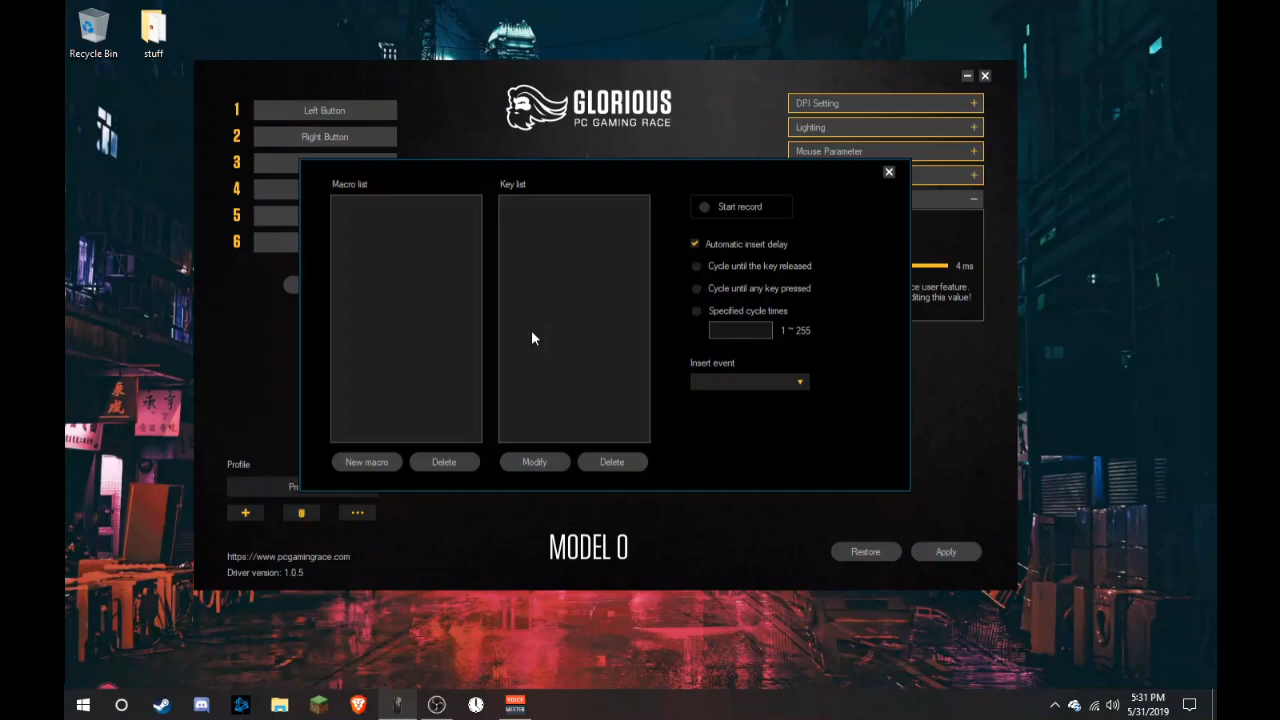 Recycle Bin
stuff
GLORIOUS
PC GAMING RACE
1 Left Button
2 Right Button
3
4
5
6
DPI Setting +
Lighting +
Mouse Parameter +
+
4 ms
ce user feature.
diting this value!
Macro list
Key list
Start record
Automatic insert delay
Cycle until the key released
Cycle until any key pressed
Specified cycle times
1 ~ 255
Insert event
New macro
Delete
Modify
Delete
Profile
Pr
+
https://www.pcgamingrace.com
Driver version: 1.0.5
MODEL O
Restore
Apply
VOICE
MEETER
5:31 PM
5/31/2019